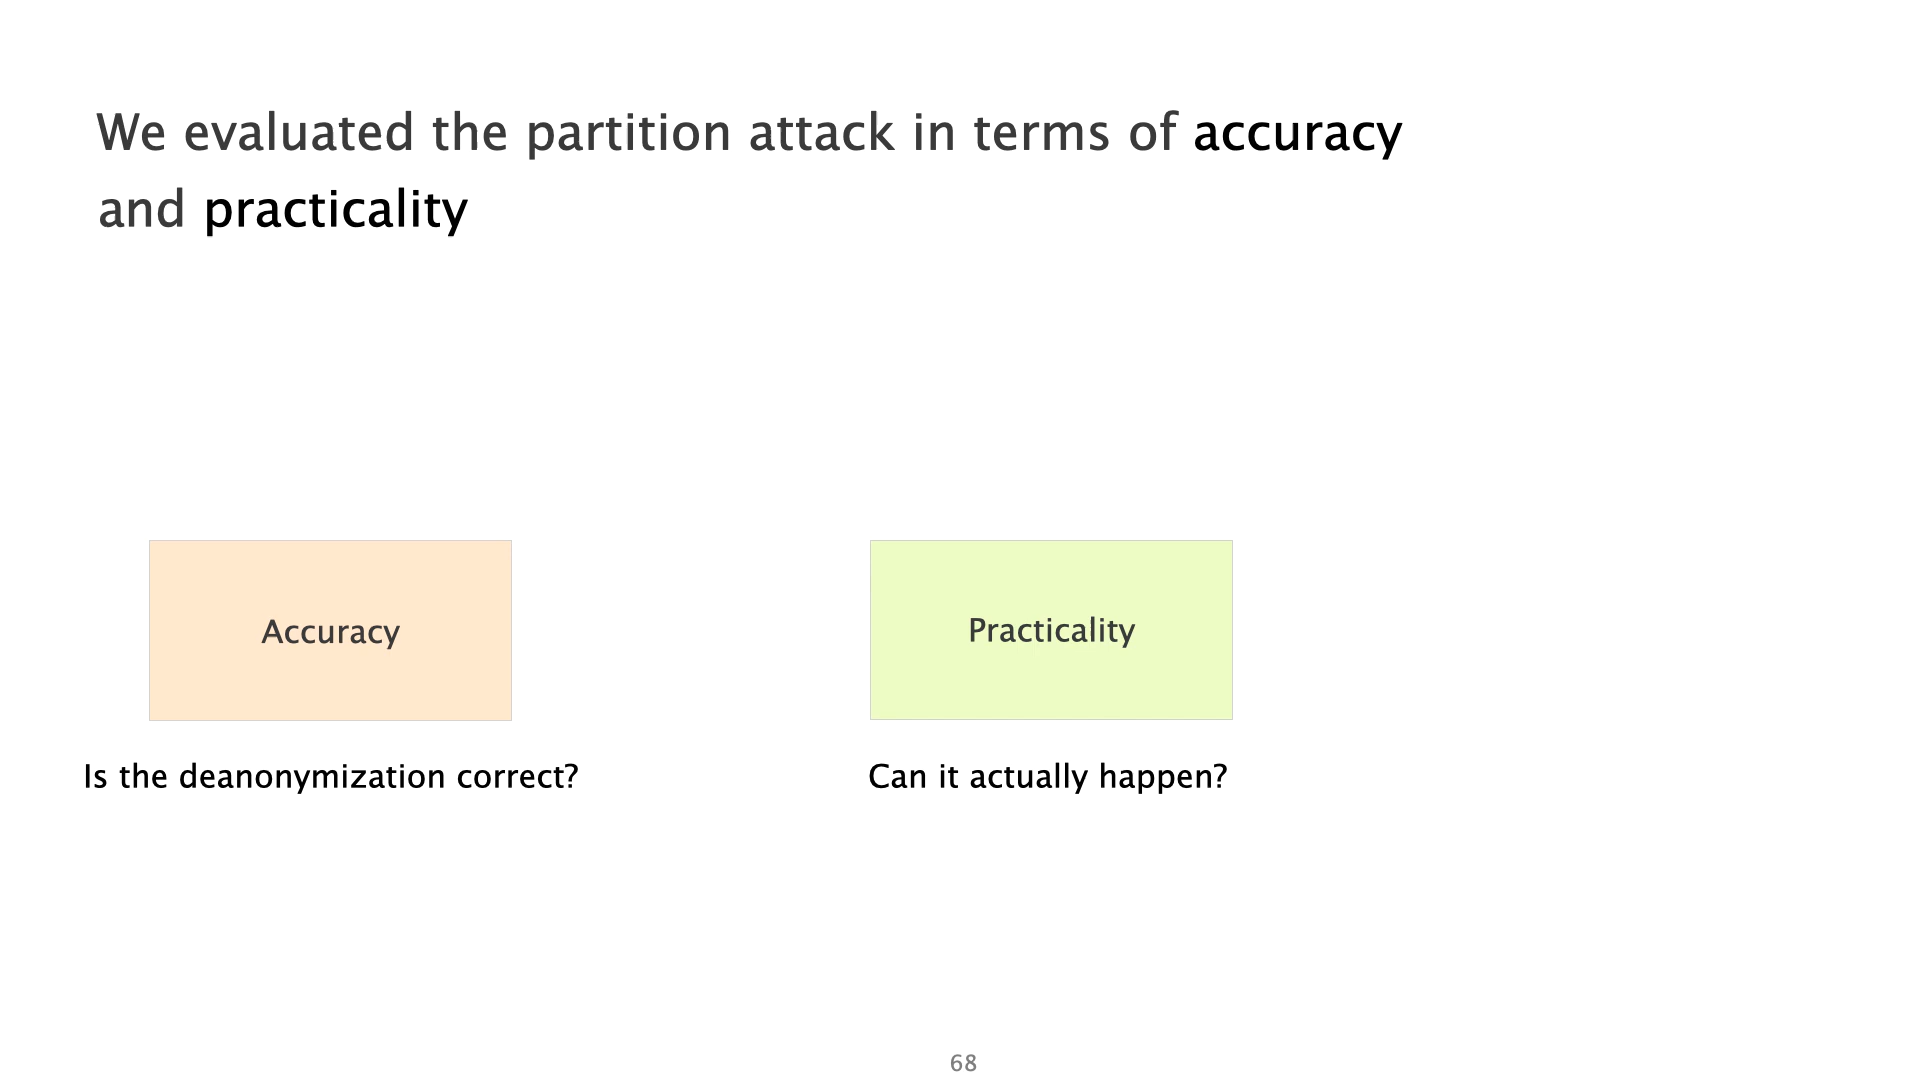 We evaluated the partition attack in terms of accuracy
and practicality
Accuracy
Practicality
Is the deanonymization correct?
Can it actually happen?
68